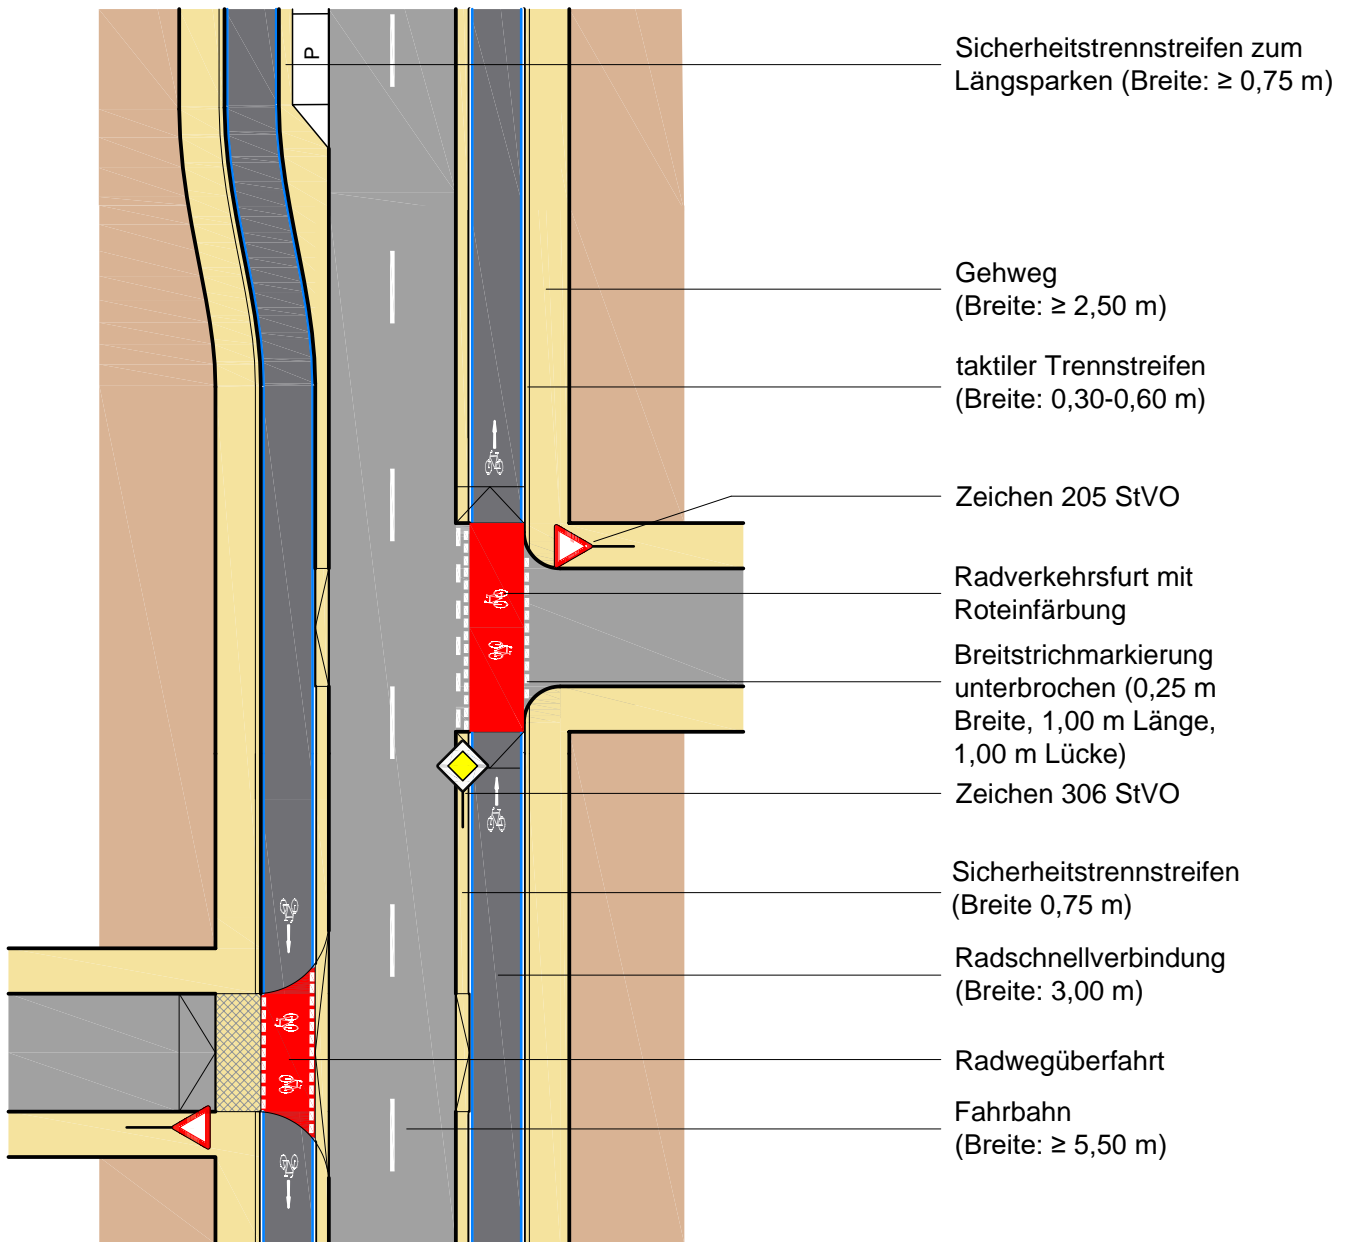 P
Sicherheitstrennstreifen zum
Längsparken (Breite: ≥ 0,75 m)
Gehweg
(Breite: ≥ 2,50 m)
taktiler Trennstreifen
(Breite: 0,30-0,60 m)
Zeichen 205 StVO
Radverkehrsfurt mit
Roteinfärbung
Breitstrichmarkierung
unterbrochen (0,25 m
Breite, 1,00 m Länge,
1,00 m Lücke)
Zeichen 306 StVO
Sicherheitstrennstreifen
(Breite 0,75 m)
Radschnellverbindung
(Breite: 3,00 m)
Radwegüberfahrt
Fahrbahn
(Breite: ≥ 5,50 m)